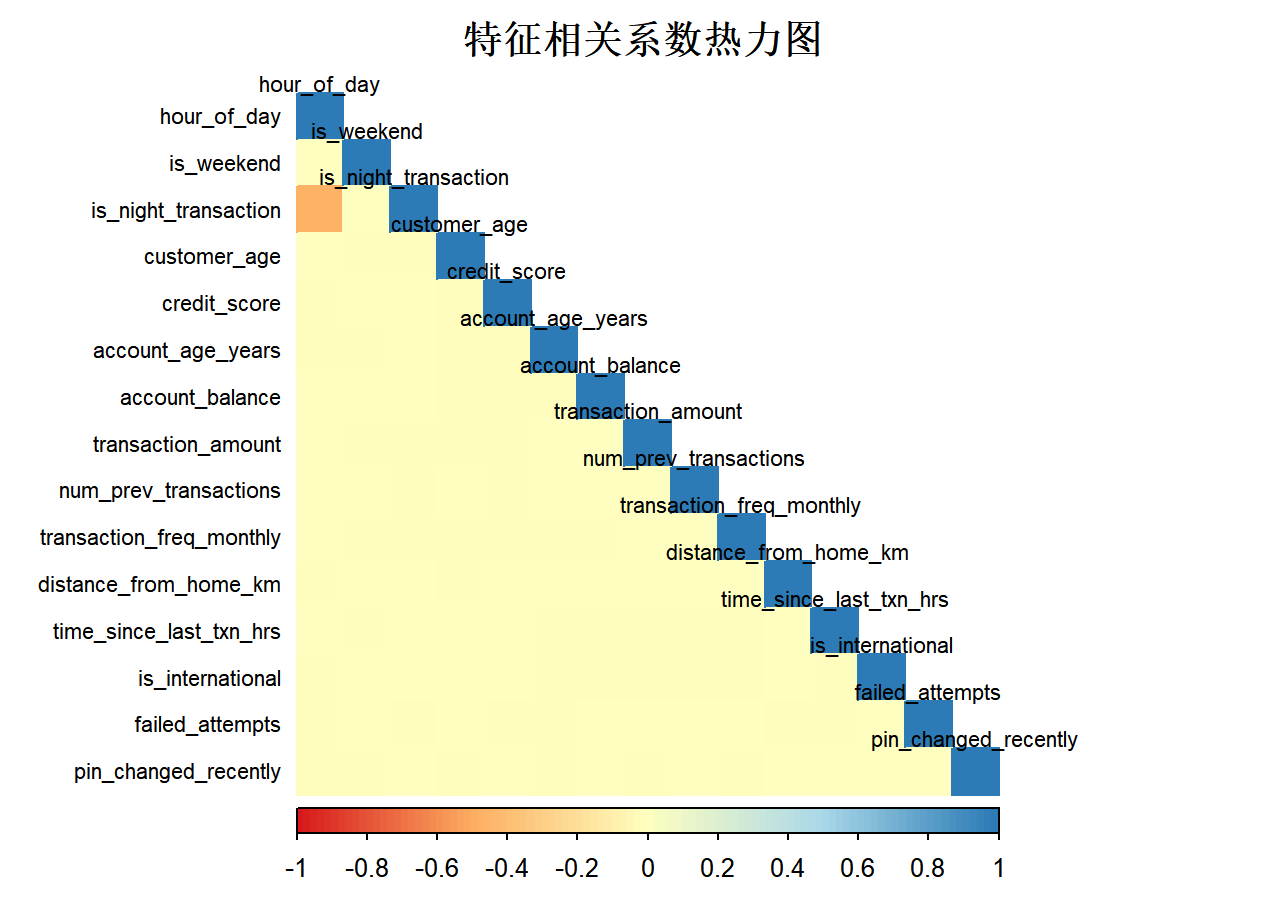 特征相关系数热力图
hour_of_day
hour_of_day
is_weekend
is_weekend
is_night_transaction
is_night_transaction
customer_age
customer_age
credit_score
credit_score
account_age_years
account_age_years
account_balance
account_balance
transaction_amount
transaction_amount
num_prev_transactions
num_prev_transactions
transaction_freq_monthly
transaction_freq_monthly
distance_from_home_km
distance_from_home_km
time_since_last_txn_hrs
time_since_last_txn_hrs
is_international
is_international
failed_attempts
failed_attempts
pin_changed_recently
pin_changed_recently
-1 -0.8 -0.6 -0.4 -0.2 0 0.2 0.4 0.6 0.8 1